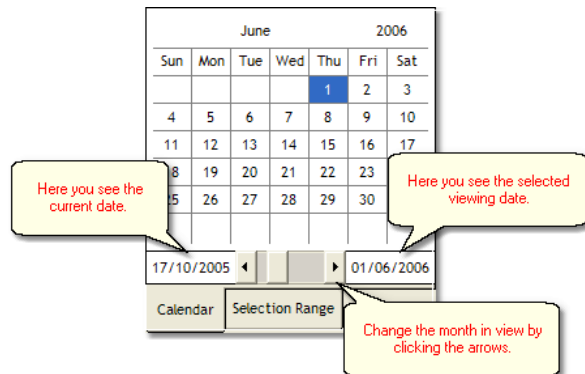 June 2006
Sun Mon Tue Wed Thu Fri Sat
1 2 3
4 5 6 7 8 9 10
11 12 13 14 15 16 17
19 20 21 22 23
Here you see the
current date.
Here you see the selected
viewing date.
25 26 27 28 29 30
17/10/2005 01/06/2006
Calendar Selection Range
Change the month in view by
clicking the arrows.